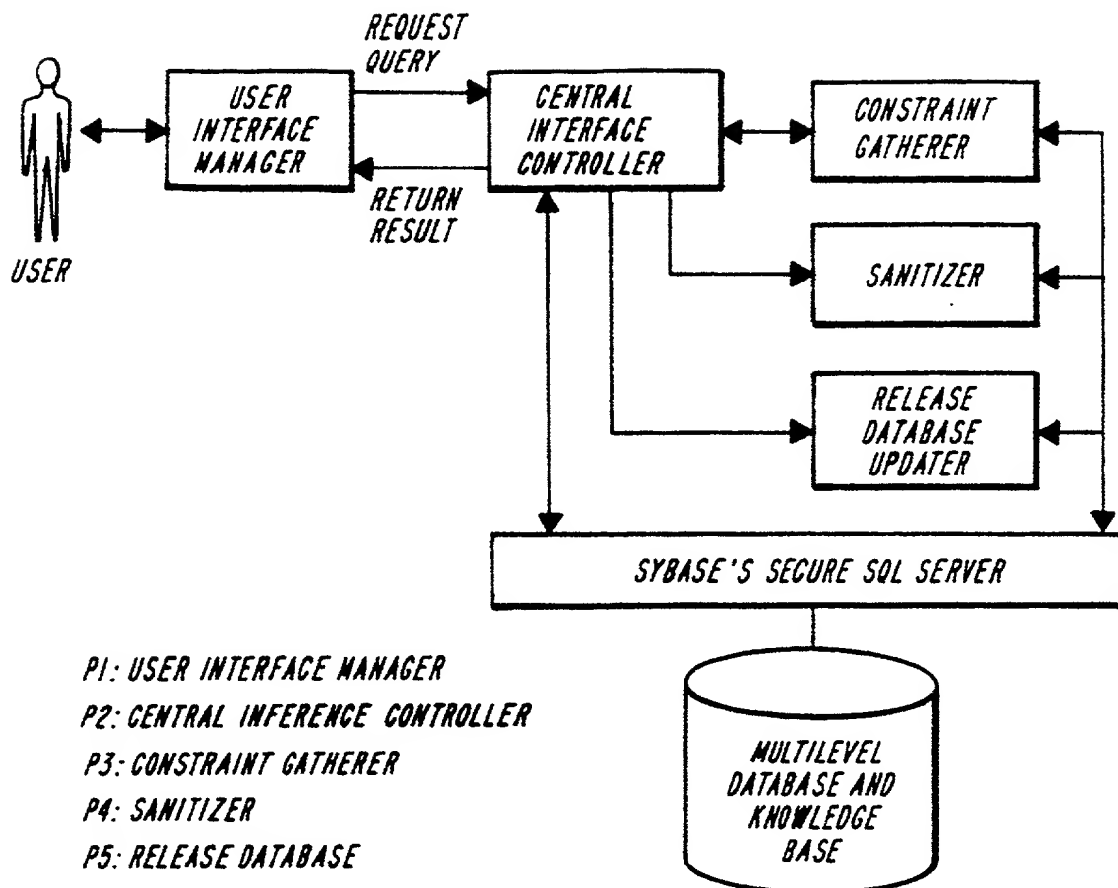 REQUEST
QUERY
USER
INTERFACE
MANAGER
CENTRAL
INTERFACE
CONTROLLER
CONSTRAINT
GATHERER
RETURN
RESULT
USER
SANITIZER
RELEASE
DATABASE
UPDATER
SYBASE'S SECURE SQL SERVER
P1: USER INTERFACE MANAGER
P2: CENTRAL INFERENCE CONTROLLER
P3: CONSTRAINT GATHERER
P4: SANITIZER
P5: RELEASE DATABASE
MULTILEVEL
DATABASE AND
KNOWLEDGE
BASE